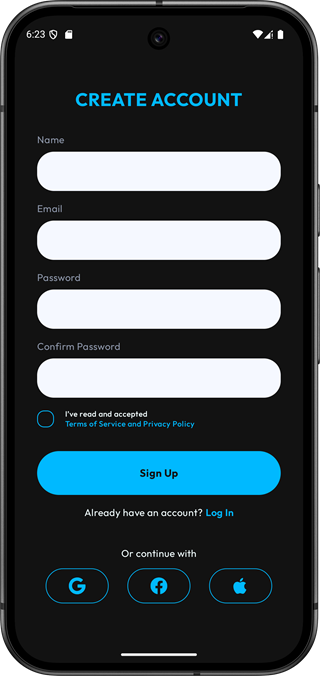 6:23
CREATE ACCOUNT
Name
Email
Password
Confirm Password
I've read and accepted
Terms of Service and Privacy Policy
Sign Up
Already have an account? Log In
Or continue with